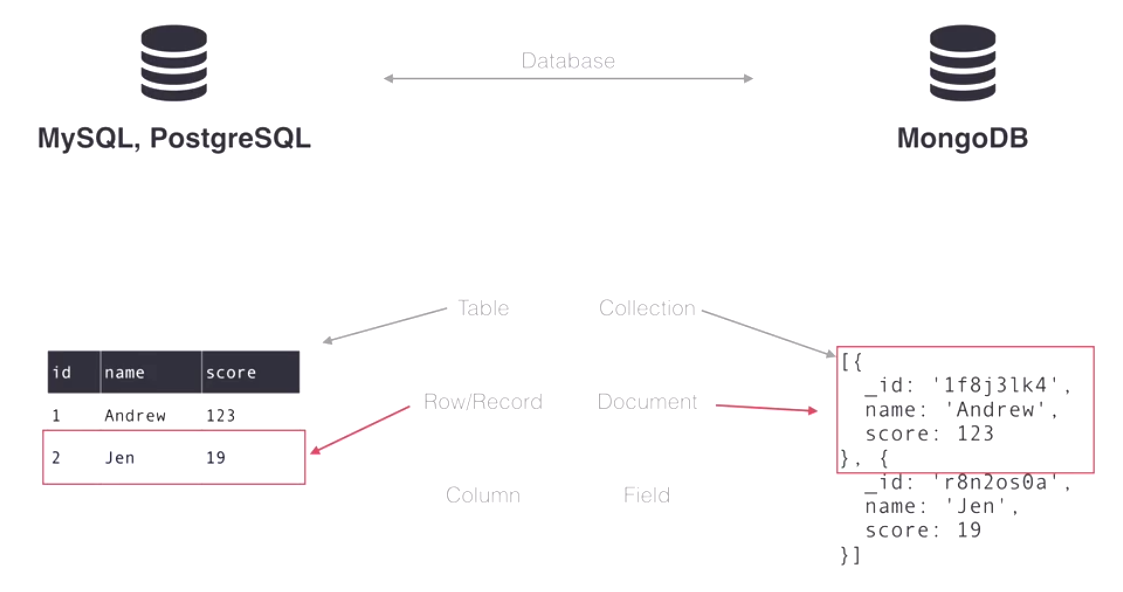 Database
MySQL, PostgreSQL
MongoDB
Table
Collection
id name score
1 Andrew 123
2 Jen 19
Row/Record
Document
Column
Field
[{
_id: '1f8j3lk4',
name: 'Andrew',
score: 123
}, {
_id: 'r8n2os0a',
name: 'Jen',
score: 19
}]